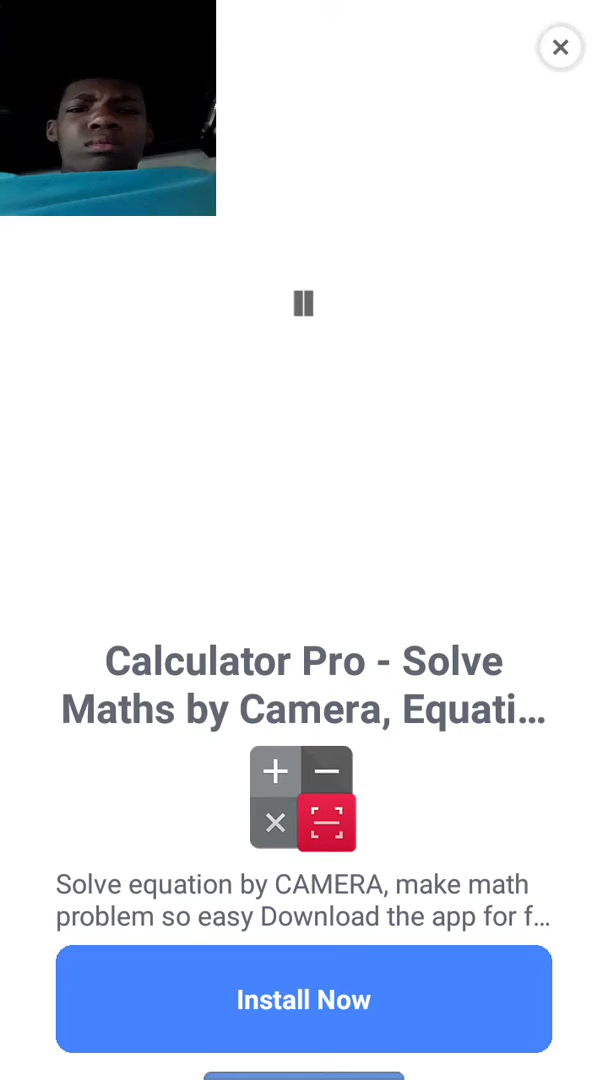 Calculator Pro - Solve
Maths by Camera, Equati...
Solve equation by CAMERA, make math
problem so easy Download the app for f...
Install Now